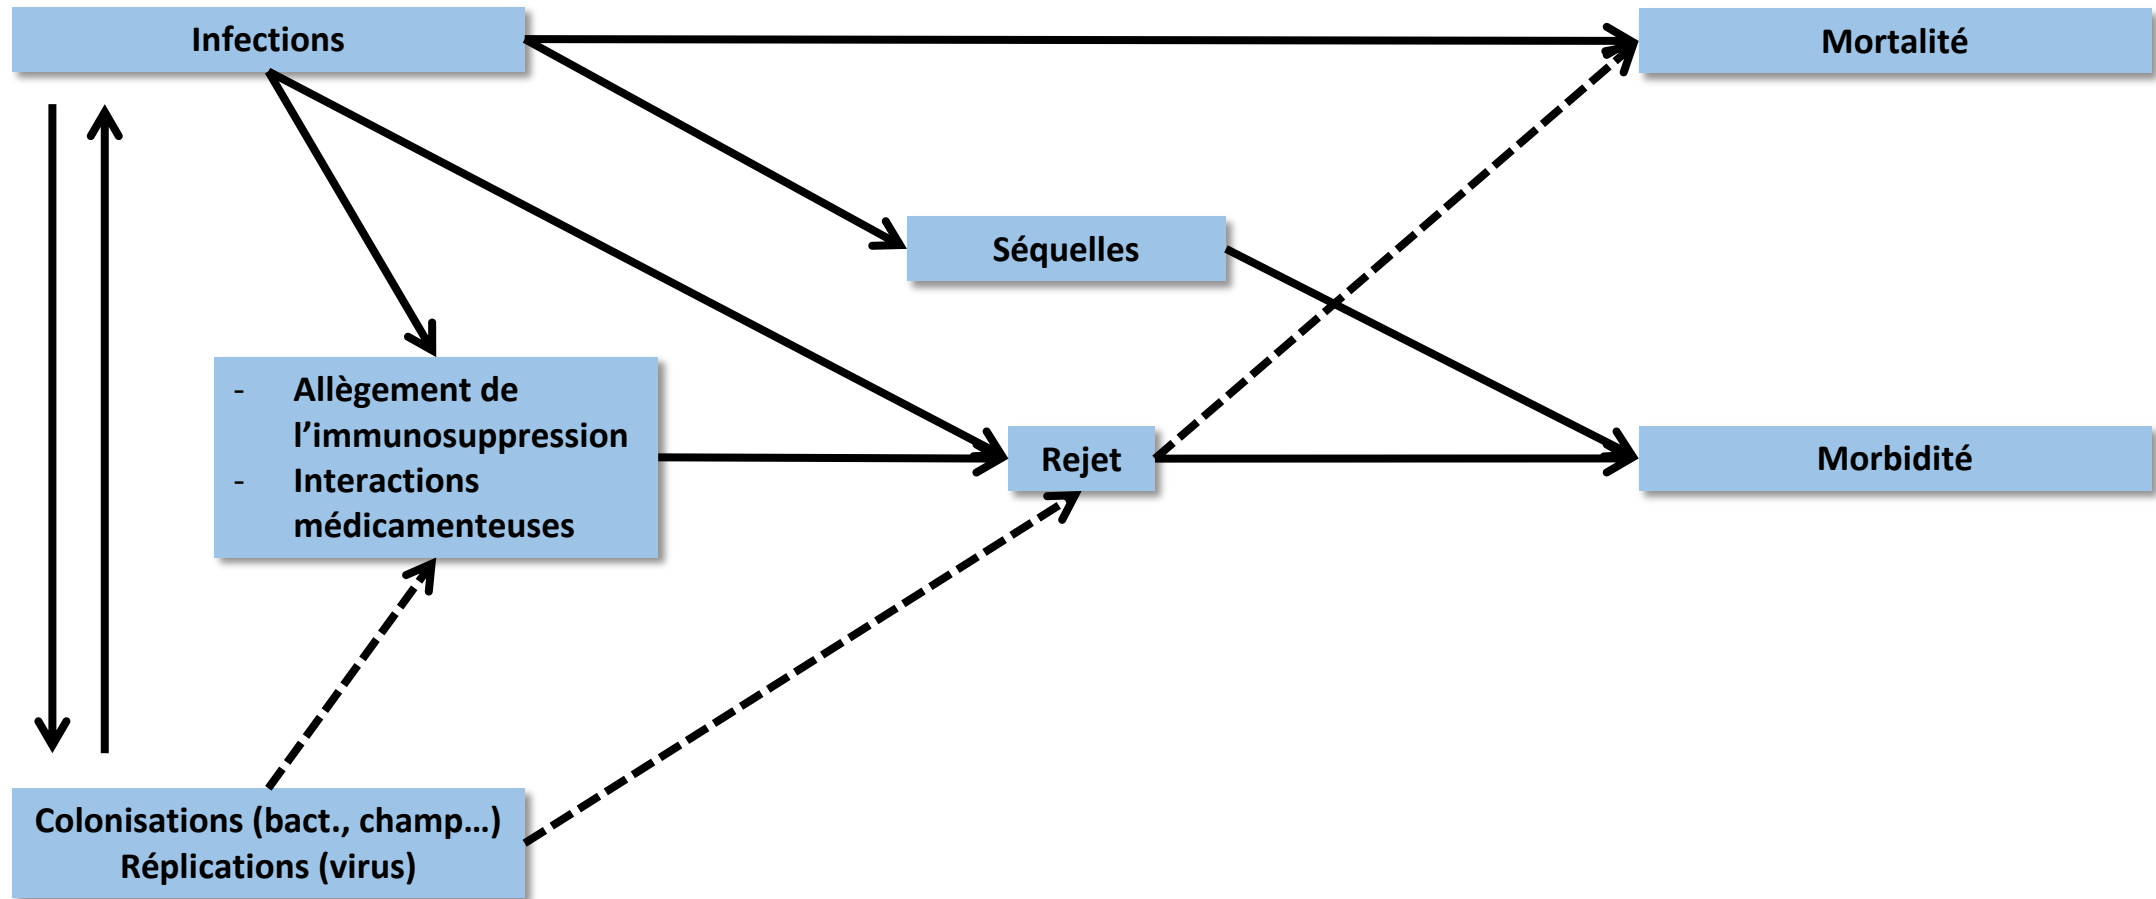 Infections
Mortalité
Séquelles
- Allègement de
l’immunosuppression
- Interactions
médicamenteuses
Rejet
Morbidité
Colonisations (bact., champ…)
Réplications (virus)